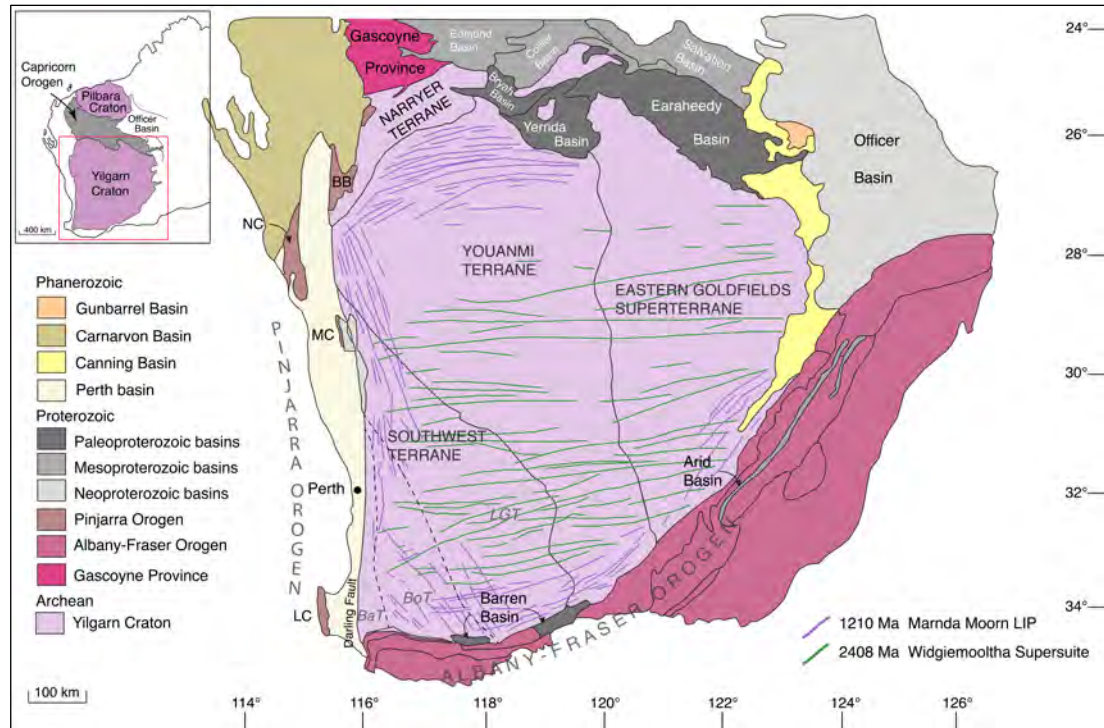 Capricorn
Orogen
Pilbara
Craton
Officer
Basin
Yilgarn
Craton
400 km
Gascoyne
Province
Edmond
Basin
Collier
Basin
Salvation
Basin
NARRYER
TERRANE
Bryah
Basin
Yerrida
Basin
Earaheedy
Basin
Officer
Basin
BB
NC
MC
LC
YOUANMI
TERRANE
EASTERN GOLDFIELDS
SUPERTERRANE
SOUTHWEST
TERRANE
Perth
PINJARRA OROGEN
Darling Fault
BaT
BoT
LGT
Barren
Basin
Arid
Basin
ALBANY-FRASER OROGEN
Phanerozoic
Gunbarrel Basin
Carnarvon Basin
Canning Basin
Perth basin
Proterozoic
Paleoproterozoic basins
Mesoproterozoic basins
Neoproterozoic basins
Pinjarra Orogen
Albany-Fraser Orogen
Gascoyne Province
Archean
Yilgarn Craton
1210 Ma Marnda Moorn LIP
2408 Ma Widgiemooltha Supersuite
100 km
24°
26°
28°
30°
32°
34°
114°
116°
118°
120°
122°
124°
126°